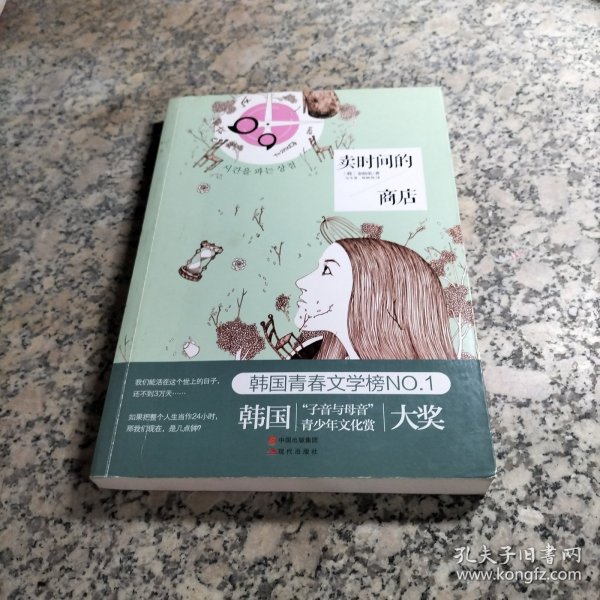 시간을 파는 상점
卖时间的
商店
我们能活在这个世上的日子，
还不到3万天……
如果把整个人生当作24小时，
那我们现在，是几点钟？
韩国青春文学榜NO.1
韩国
“子音与母音”
青少年文化赏
大奖
中国出版集团
现代出版社
孔夫子旧书网
www.kongfz.com